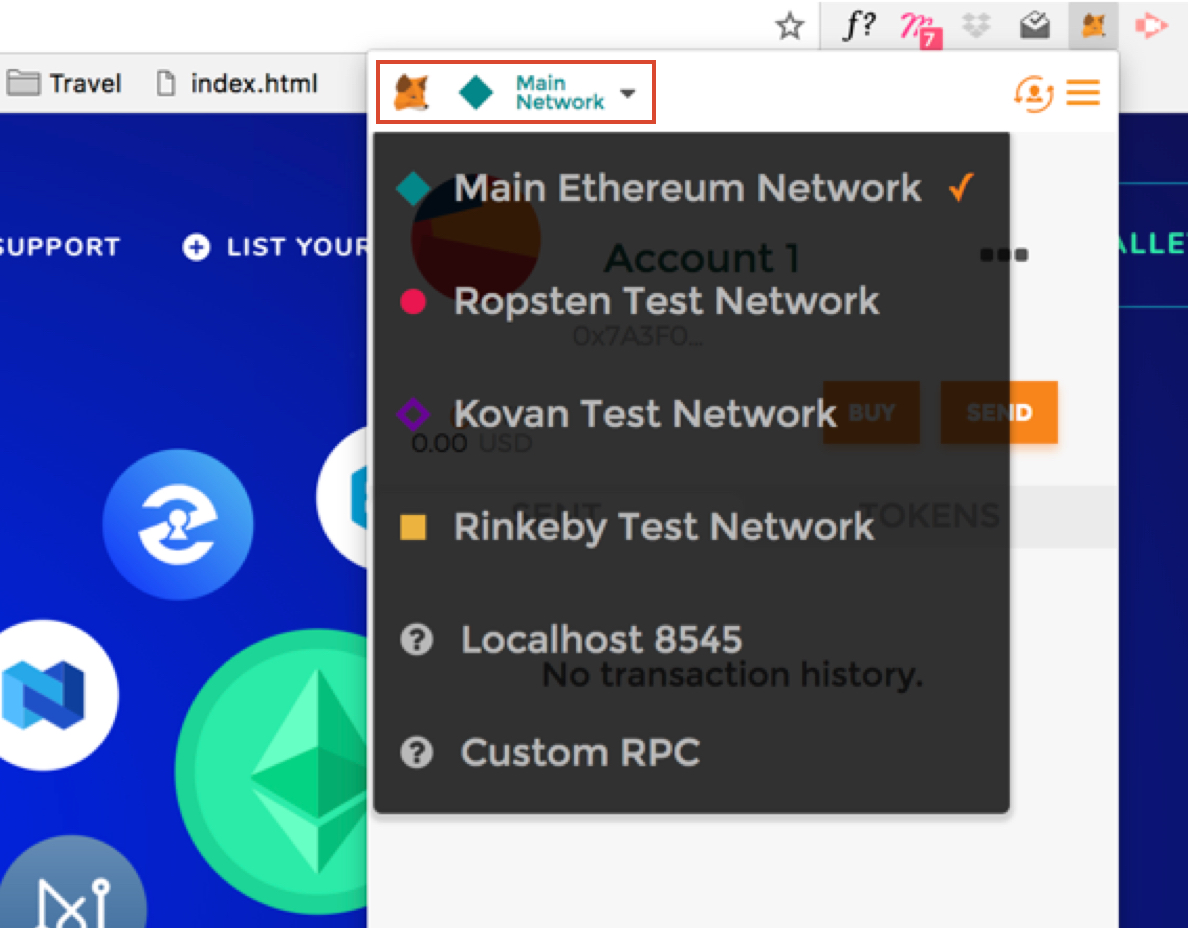 f?
7
Travel
index.html
Main
Network
SUPPORT
LIST YOUR
ALLE
Main Ethereum Network
Account 1
Ropsten Test Network
0x7A3F0...
Kovan Test Network
BUY
SEND
0.00 USD
SENT
TOKENS
Rinkeby Test Network
Localhost 8545
No transaction history.
Custom RPC